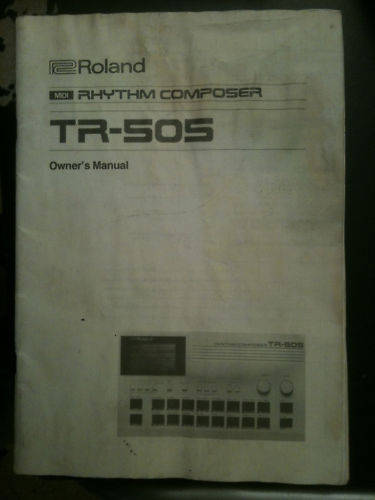 Roland
MIDI RHYTHM COMPOSER
TR-505
Owner's Manual
TR-505